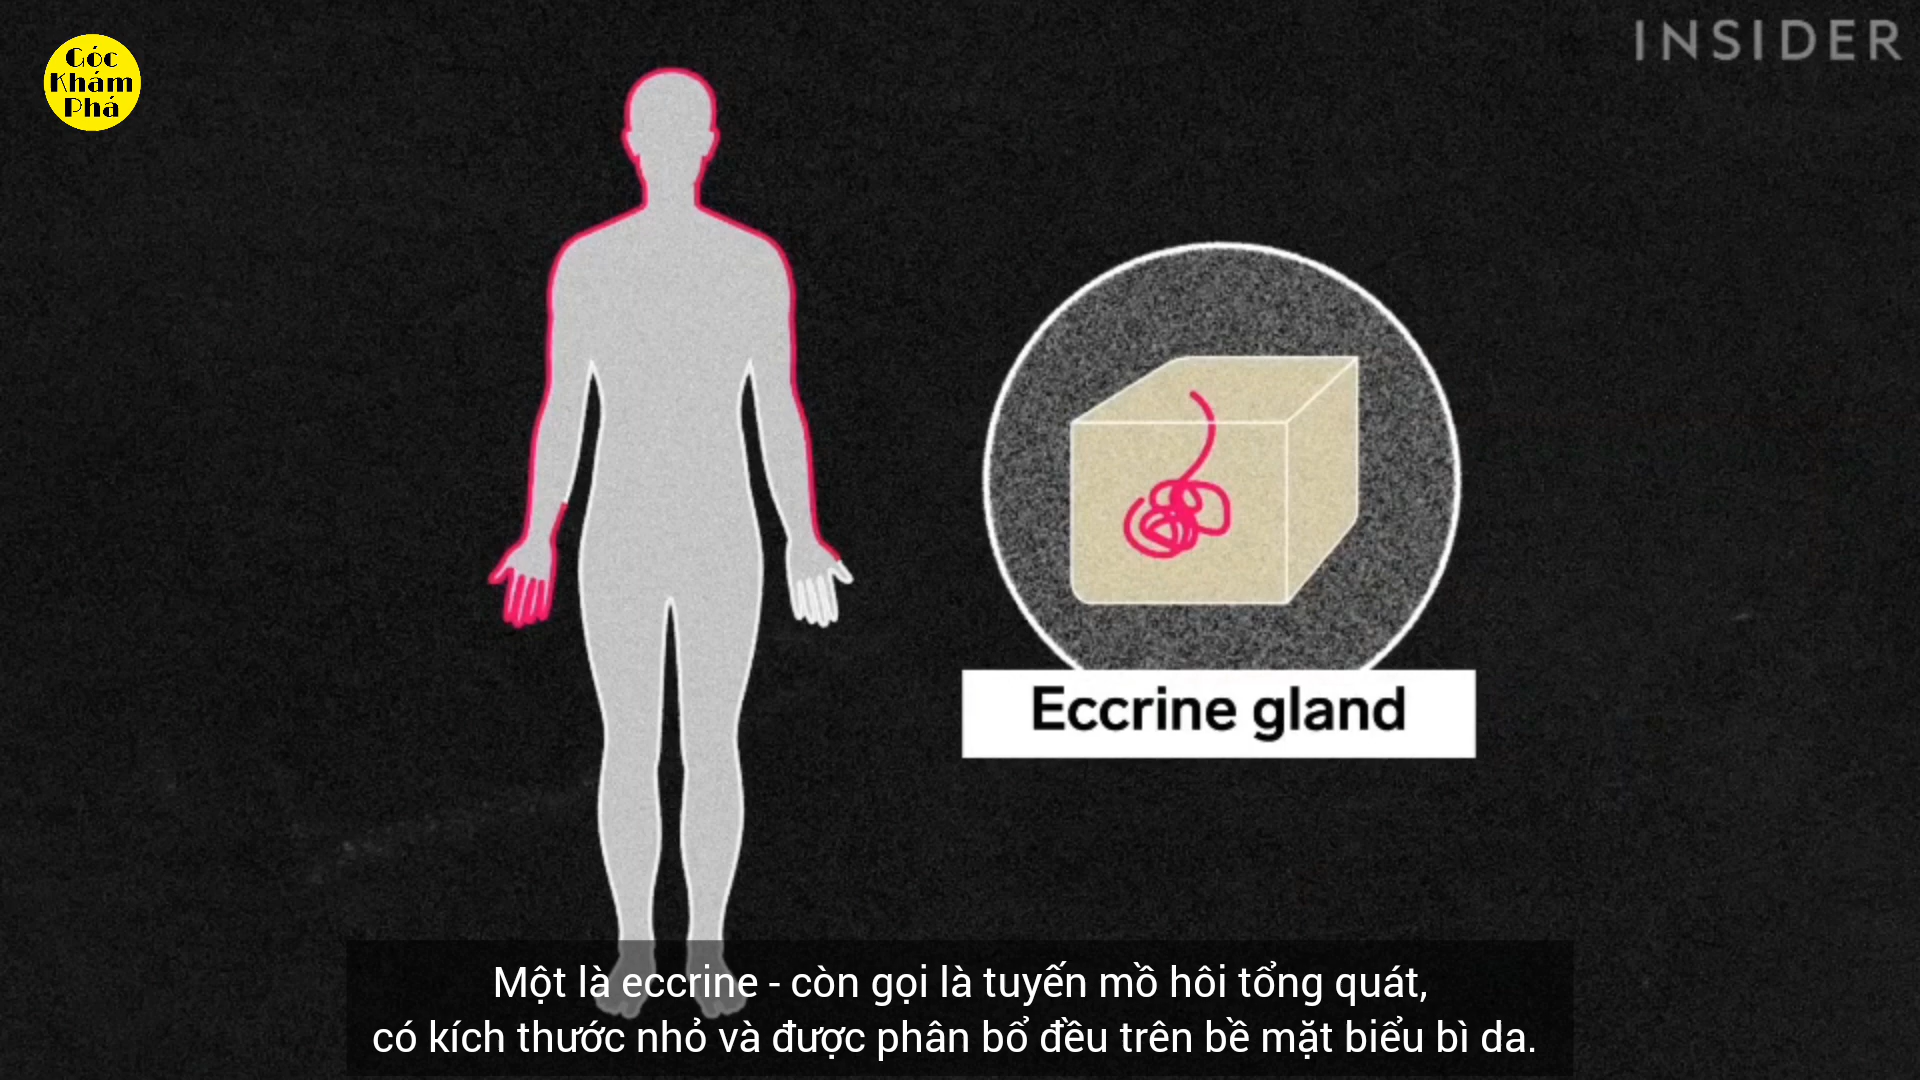 Góc
Khám
Phá
INSIDER
Eccrine gland
Một là eccrine - còn gọi là tuyến mồ hôi tổng quát,
có kích thước nhỏ và được phân bổ đều trên bề mặt biểu bì da.